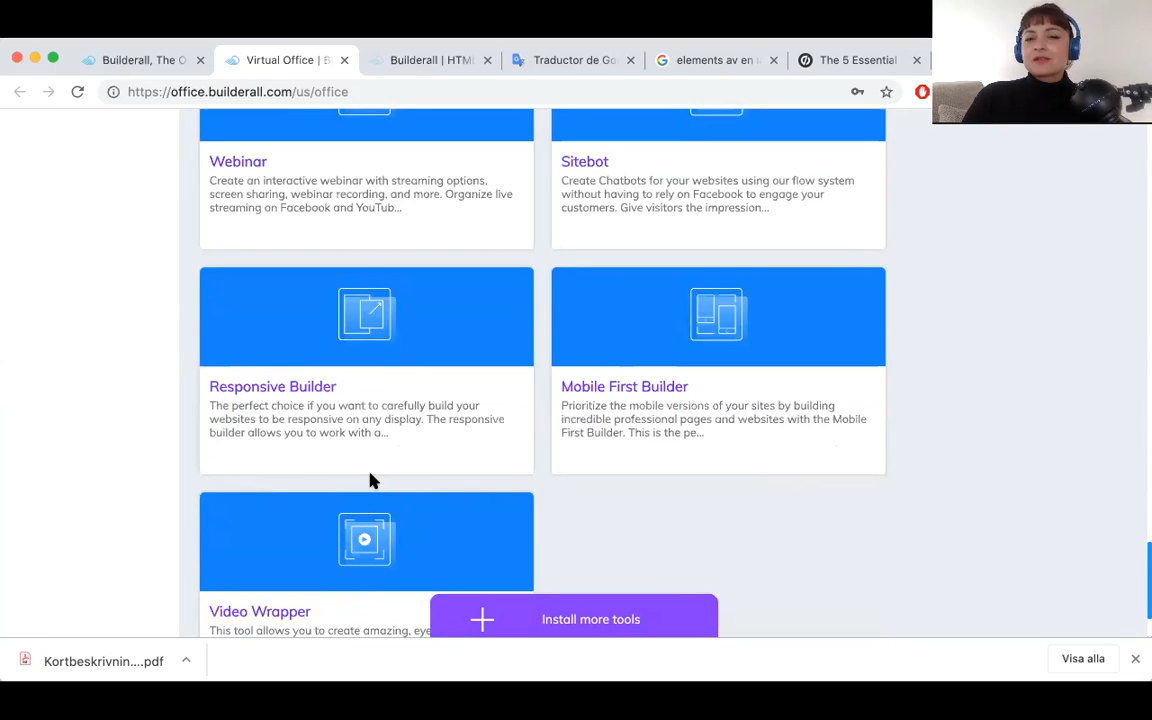 Builderall, The O
Virtual Office | B
Builderall | HTML
Traductor de Go
elements av en
The 5 Essential
https://office.builderall.com/us/office
Webinar
Create an interactive webinar with streaming options,
screen sharing, webinar recording, and more. Organize live
streaming on Facebook and YouTub...
Sitebot
Create Chatbots for your websites using our flow system
without having to rely on Facebook to engage your
customers. Give visitors the impression...
Responsive Builder
The perfect choice if you want to carefully build your
websites to be responsive on any display. The responsive
builder allows you to work with a...
Mobile First Builder
Prioritize the mobile versions of your sites by building
incredible professional pages and websites with the Mobile
First Builder. This is the pe...
Video Wrapper
This tool allows you to create amazing, eye
Install more tools
Kortbeskrivnin....pdf
Visa alla